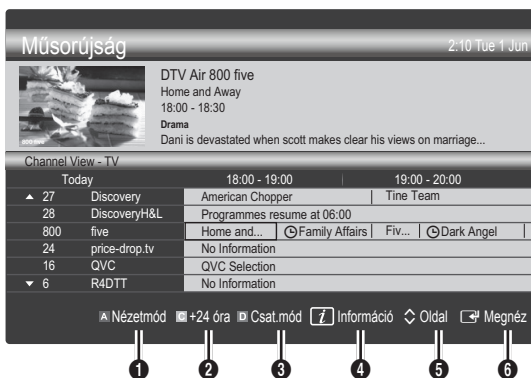 Műsorújság
2:10 Tue 1 Jun
DTV Air 800 five
Home and Away
18:00 - 18:30
Drama
Dani is devastated when scott makes clear his views on marriage...
800 five
Channel View - TV
Today 18:00 - 19:00 19:00 - 20:00
▲ 27 Discovery American Chopper Tine Team
28 DiscoveryH&L Programmes resume at 06:00
800 five Home and... Family Affairs Fiv... Dark Angel
24 price-drop.tv No Information
16 QVC QVC Selection
▼ 6 R4DTT No Information
A Nézetmód C +24 óra D Csat.mód i Információ Oldal Megnéz
1 2 3 4 5 6